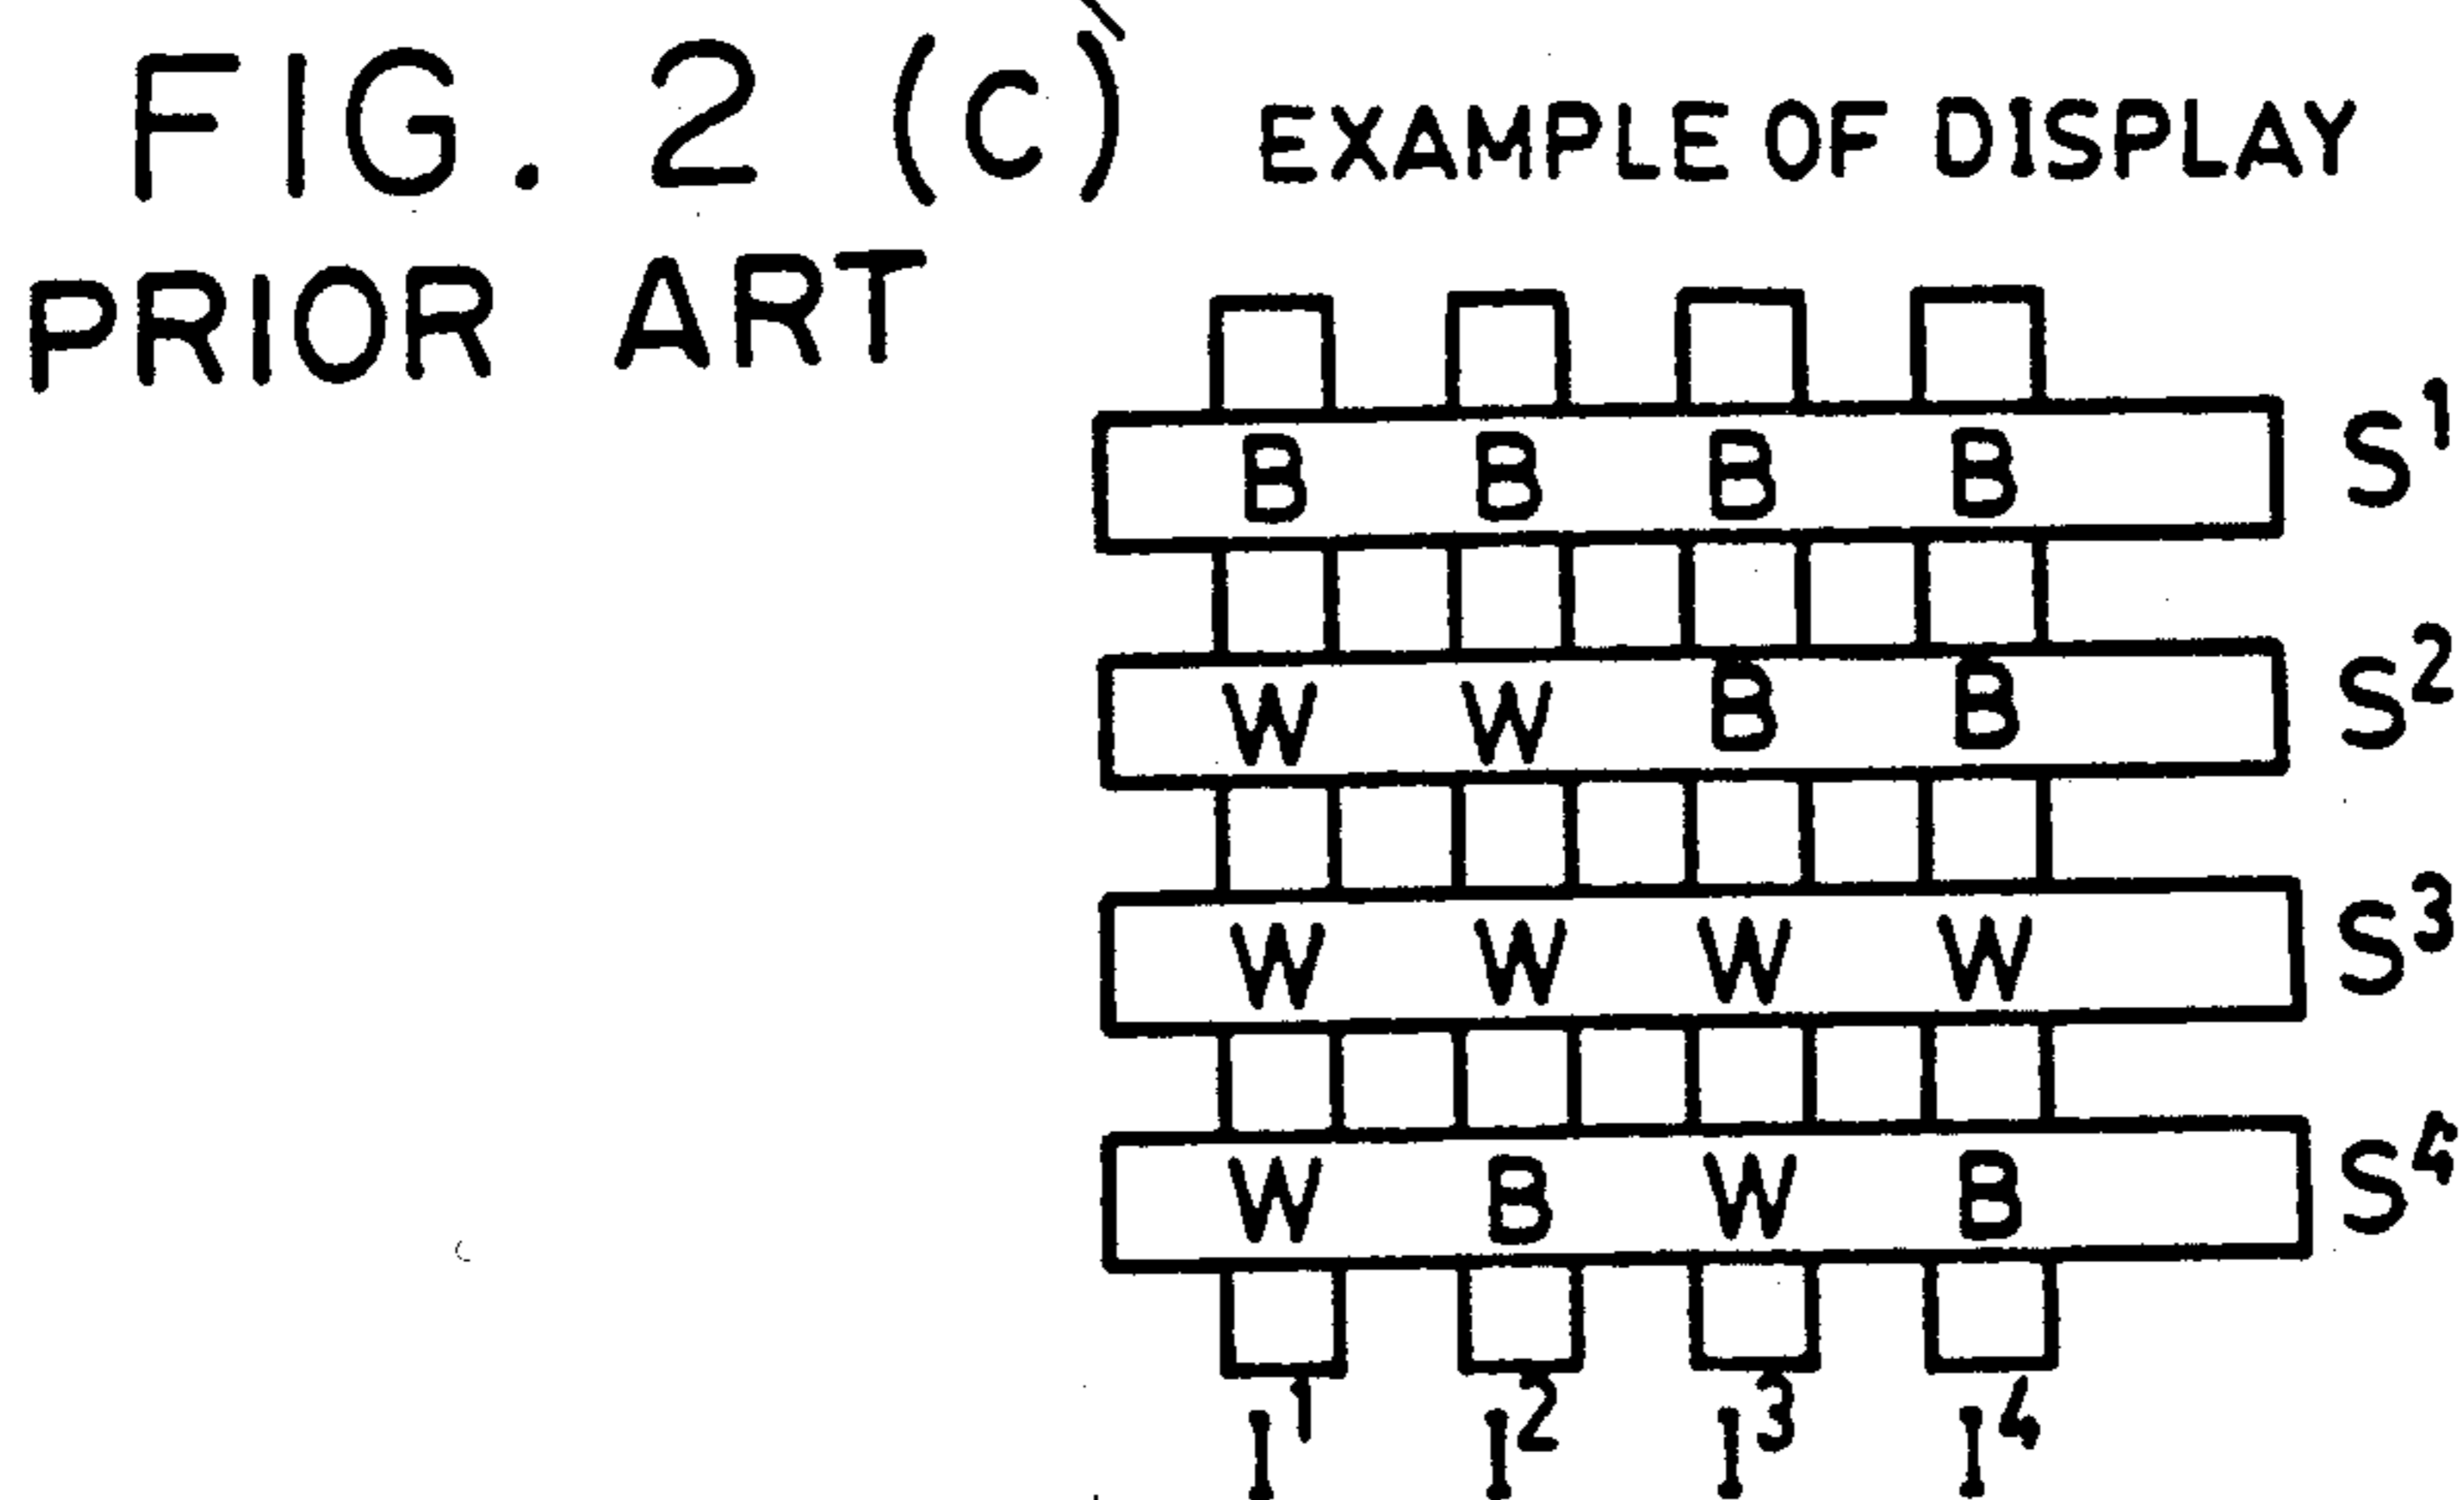 FIG. 2 (c) EXAMPLE OF DISPLAY
PRIOR ART
B B B B S¹
W W B B S²
W W W W S³
W B W B S⁴
I¹ I² I³ I⁴